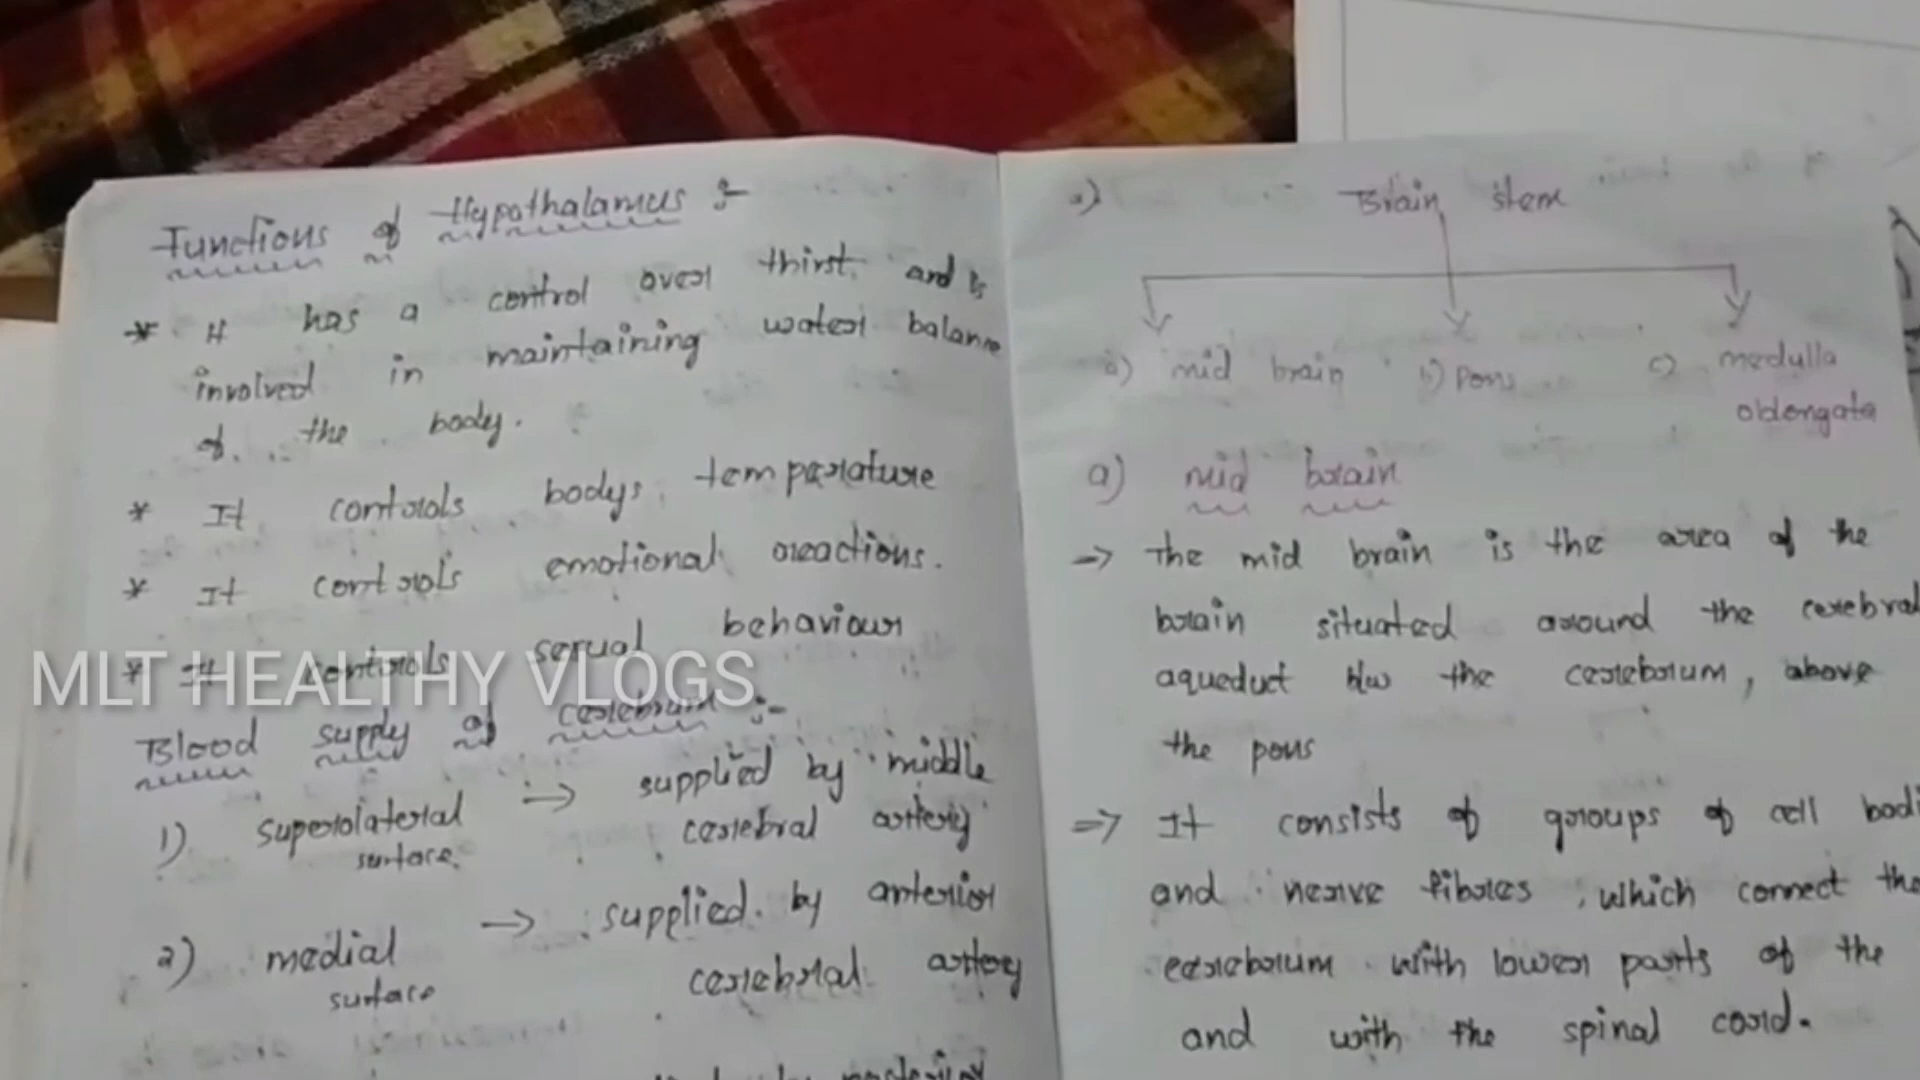 Functions of Hypothalamus :-
* It has a control over thirst and is
involved in maintaining water balance
of the body.
* It controls bodys temperature
* It controls emotional reactions.
* It controls sexual behaviour
MLT HEALTHY VLOGS
Blood supply of cerebrum :-
1) superolateral surface → supplied by middle
cerebral artery
2) medial surface → supplied by anterior
cerebral artery
by posterior
2) Brain stem
a) mid brain b) Pons c) medulla
oblongata
a) mid brain
⇒ the mid brain is the area of the
brain situated around the cerebral
aqueduct b/w the cerebrum, above
the pons
⇒ It consists of groups of cell bodi
and nerve fibres, which connect the
cerebrum with lower parts of the
and with the spinal cord.